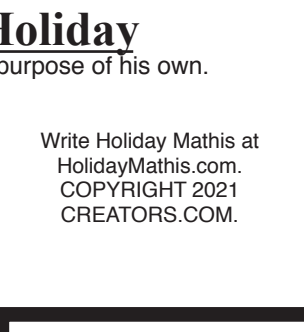 Holiday
purpose of his own.
Write Holiday Mathis at
HolidayMathis.com.
COPYRIGHT 2021
CREATORS.COM.